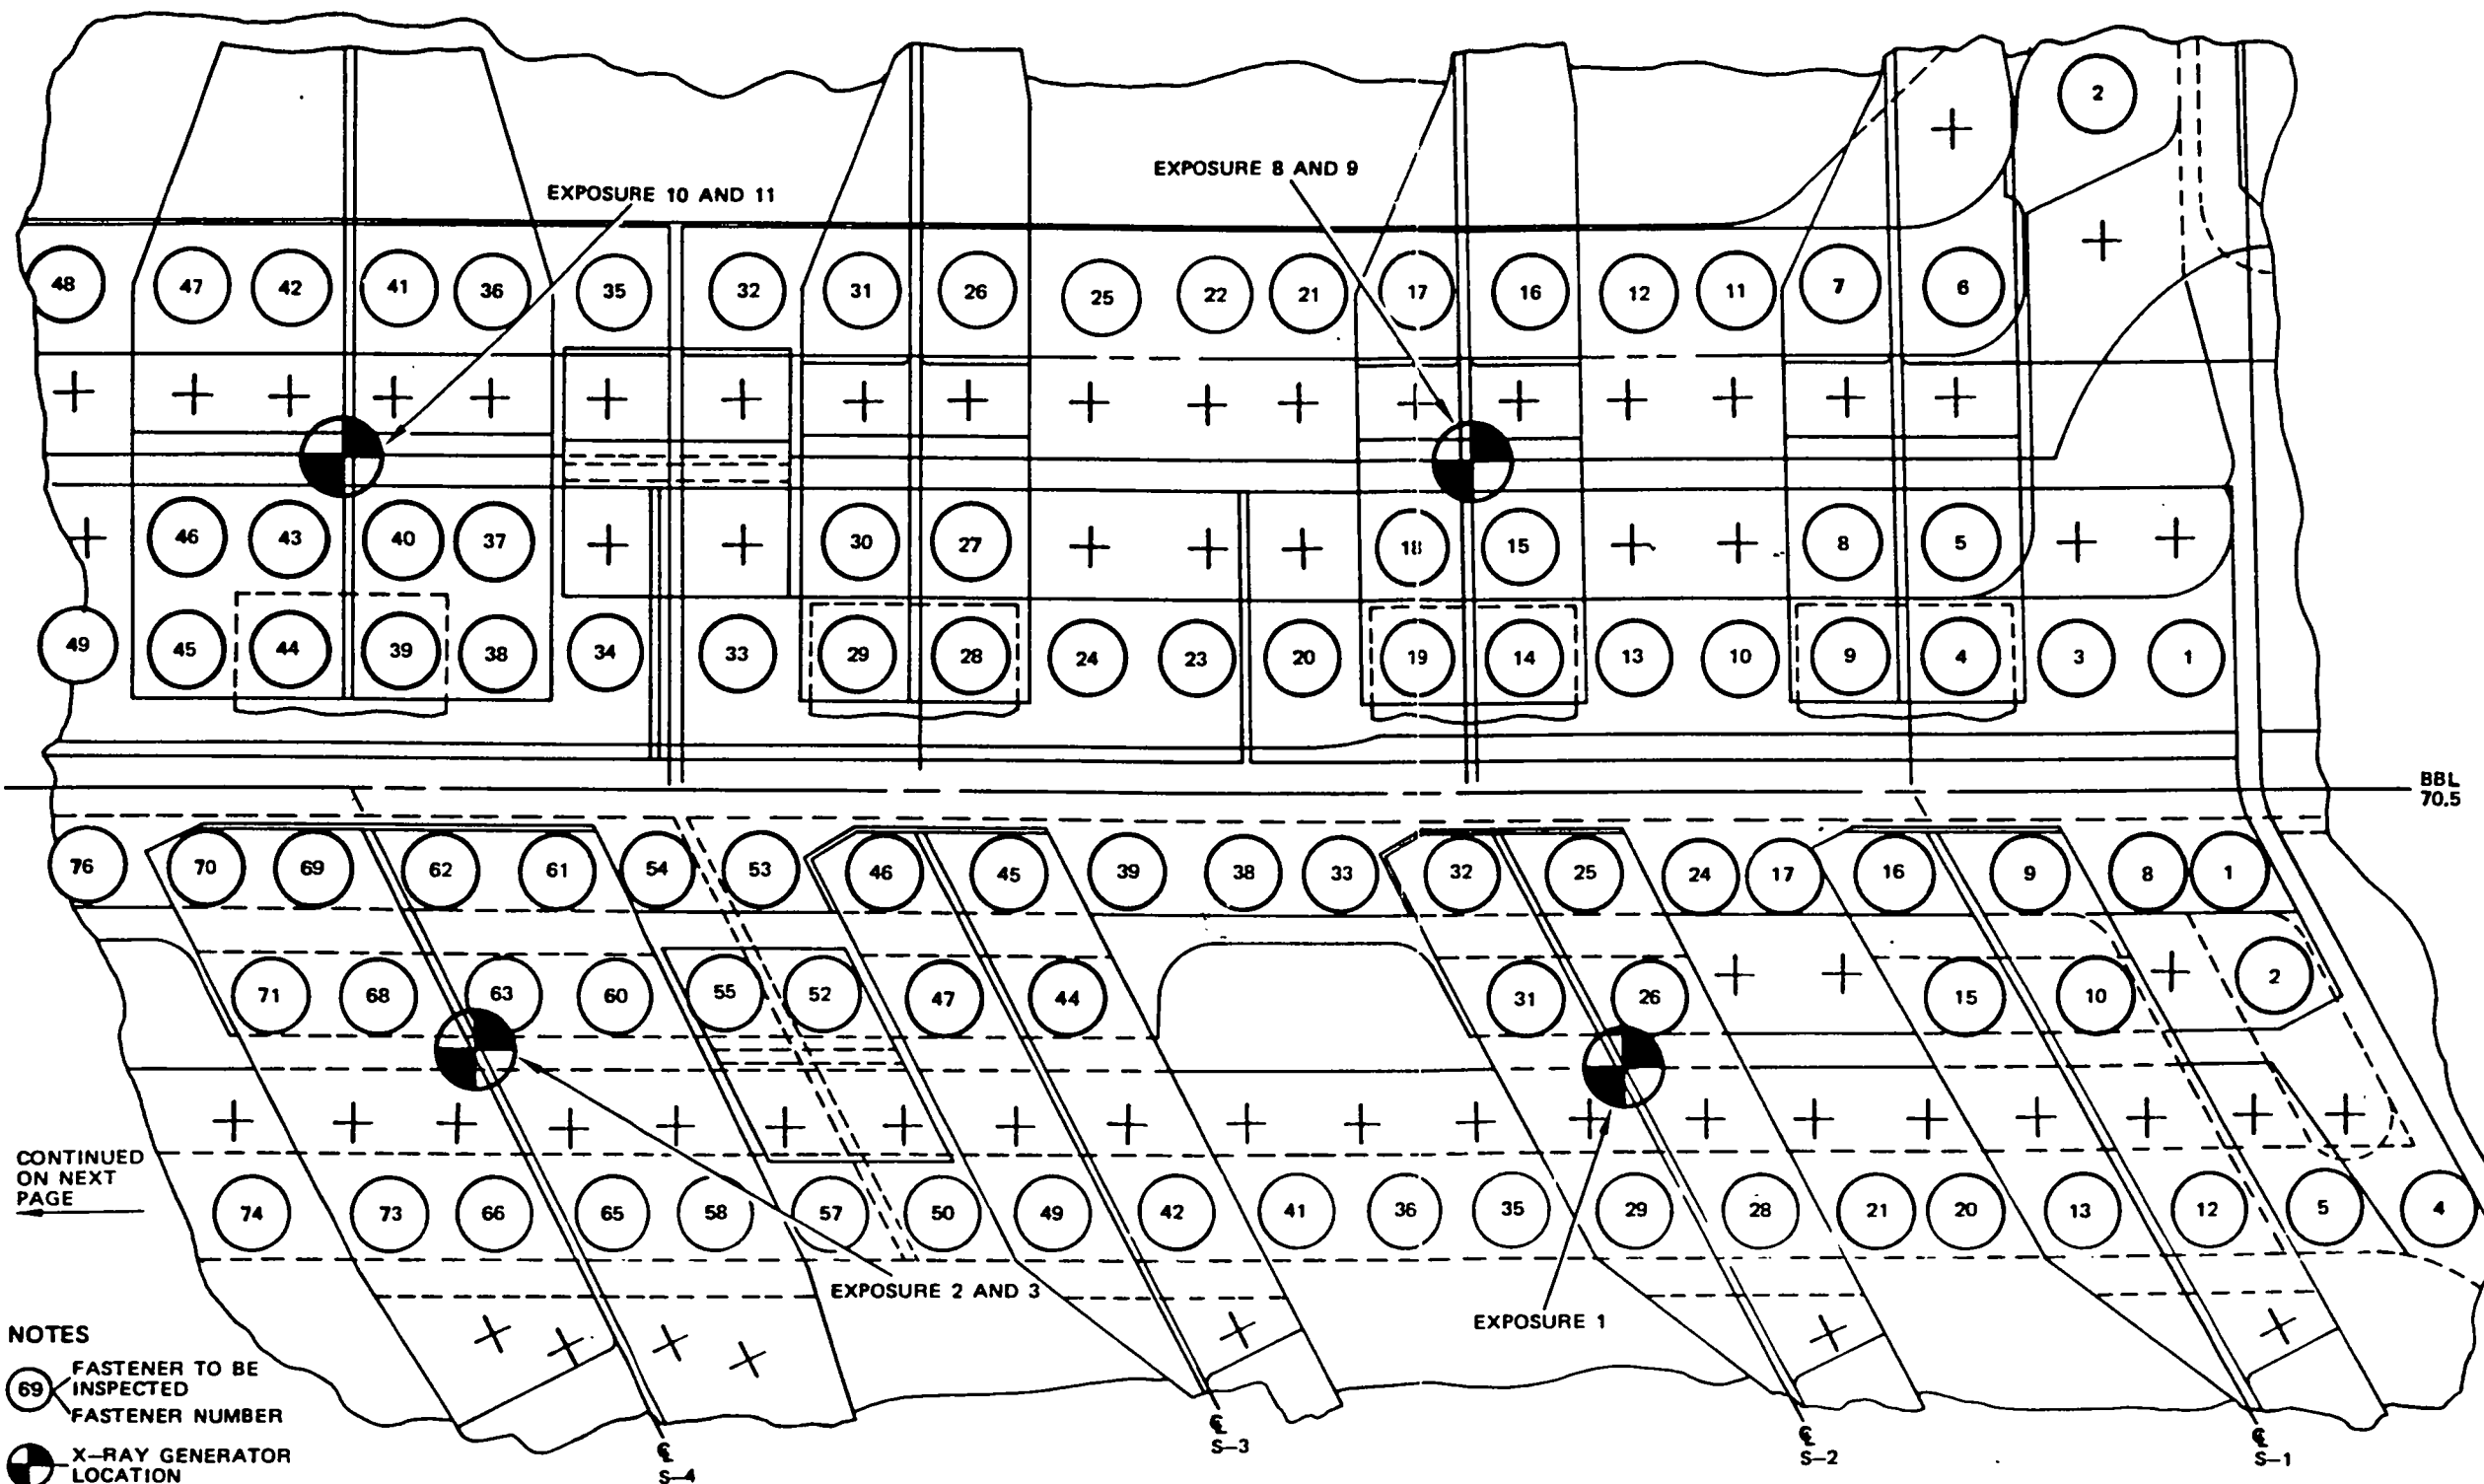 2
EXPOSURE 8 AND 9
EXPOSURE 10 AND 11
48 47 42 41 36 35 32 31 26 25 22 21 17 16 12 11 7 6
46 43 40 37 30 27 18 15 8 5
49 45 44 39 38 34 33 29 28 24 23 20 19 14 13 10 9 4 3 1
BBL
70.5
76 70 69 62 61 54 53 46 45 39 38 33 32 25 24 17 16 9 8 1
71 68 63 60 55 52 47 44 31 26 15 10 2
CONTINUED
ON NEXT
PAGE
74 73 66 65 58 57 50 49 42 41 36 35 29 28 21 20 13 12 5 4
EXPOSURE 2 AND 3
EXPOSURE 1
NOTES
69
FASTENER TO BE
INSPECTED
FASTENER NUMBER
X-RAY GENERATOR
LOCATION
℄
S-4
℄
S-3
℄
S-2
℄
S-1